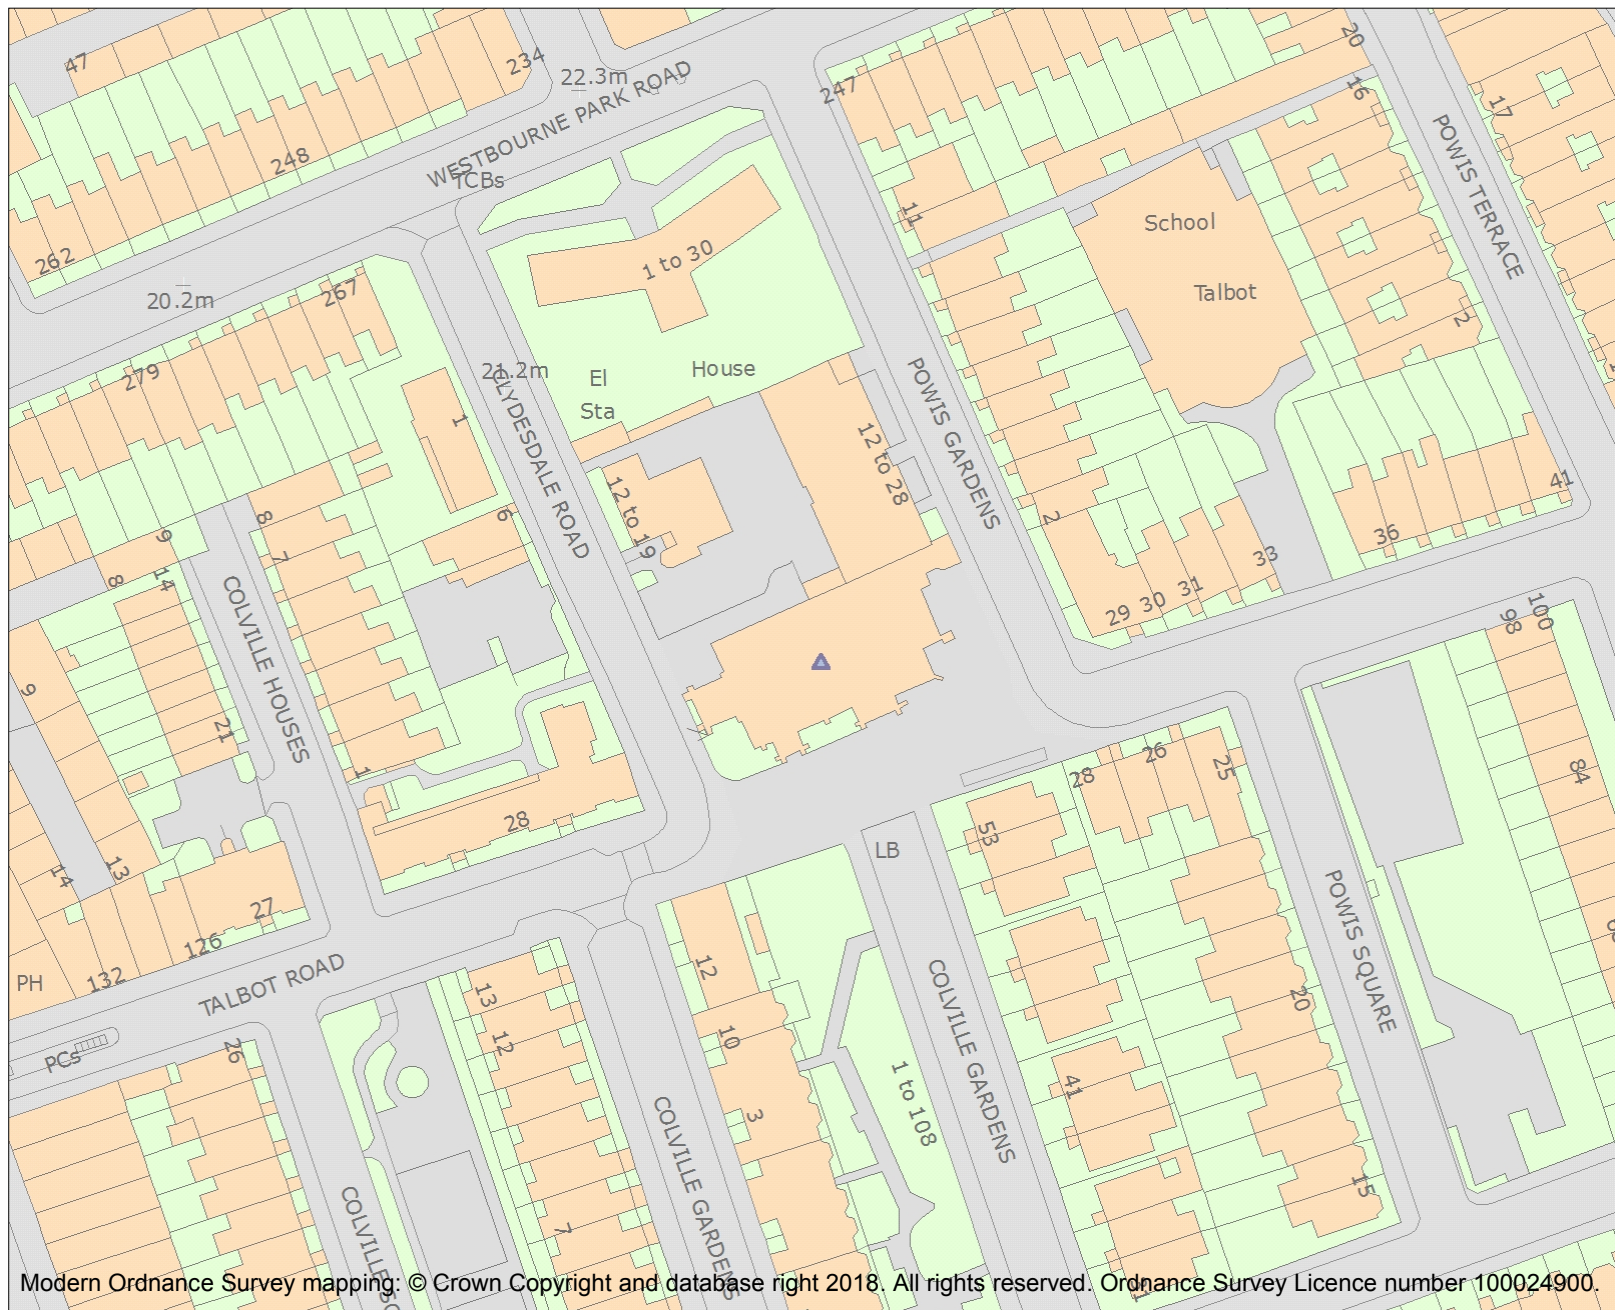 47
234
22.3m
WESTBOURNE PARK ROAD
TCBs
248
262
247
20
16
17
POWIS TERRACE
11
School
Talbot
2
1 to 30
20.2m
267
279
21.2m
El
Sta
House
CLYDESDALE ROAD
POWIS GARDENS
12 to 28
12 to 19
1
6
8
7
9
8
14
COLVILLE HOUSES
9
21
1
2
29
30
31
33
36
41
98
100
84
28
26
25
53
LB
28
14
13
27
126
132
PH
TALBOT ROAD
PCs
26
13
12
12
10
3
7
41
20
15
1 to 108
COLVILLE GARDENS
COLVILLE GARDENS
POWIS SQUARE
Modern Ordnance Survey mapping: © Crown Copyright and database right 2018. All rights reserved. Ordnance Survey Licence number 100024900.